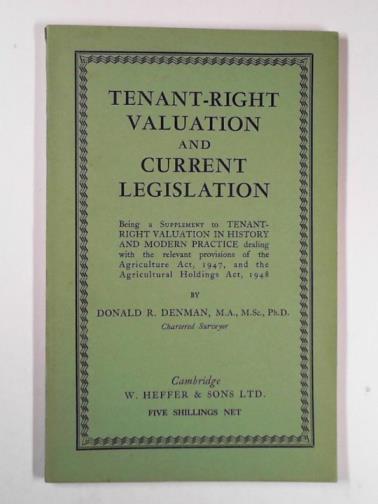 TENANT-RIGHT
VALUATION
AND
CURRENT
LEGISLATION
Being a SUPPLEMENT to TENANT-
RIGHT VALUATION IN HISTORY
AND MODERN PRACTICE dealing
with the relevant provisions of the
Agriculture Act, 1947, and the
Agricultural Holdings Act, 1948
BY
DONALD R. DENMAN, M.A., M.Sc., Ph.D.
Chartered Surveyor
Cambridge
W. HEFFER & SONS LTD.
FIVE SHILLINGS NET